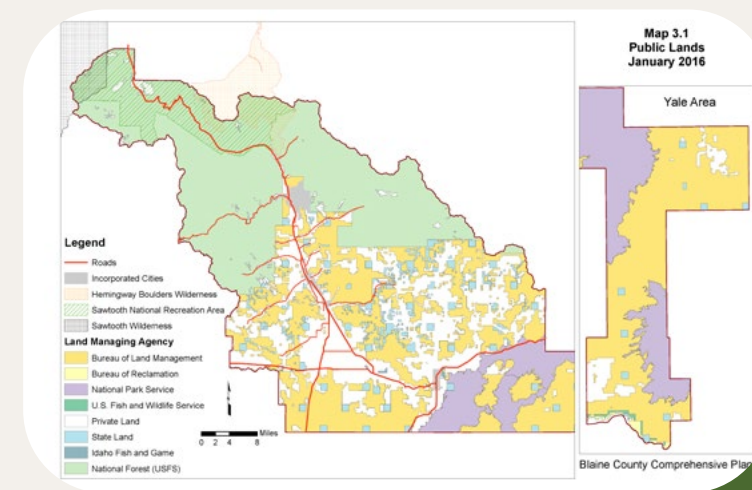 Map 3.1
Public Lands
January 2016
Yale Area
Legend
Roads
Incorporated Cities
Hemingway Boulders Wilderness
Sawtooth National Recreation Area
Sawtooth Wilderness
Land Managing Agency
Bureau of Land Management
Bureau of Reclamation
National Park Service
U.S. Fish and Wildlife Service
Private Land
State Land
Idaho Fish and Game
National Forest (USFS)
Miles
0 2 4 8
Blaine County Comprehensive Plan